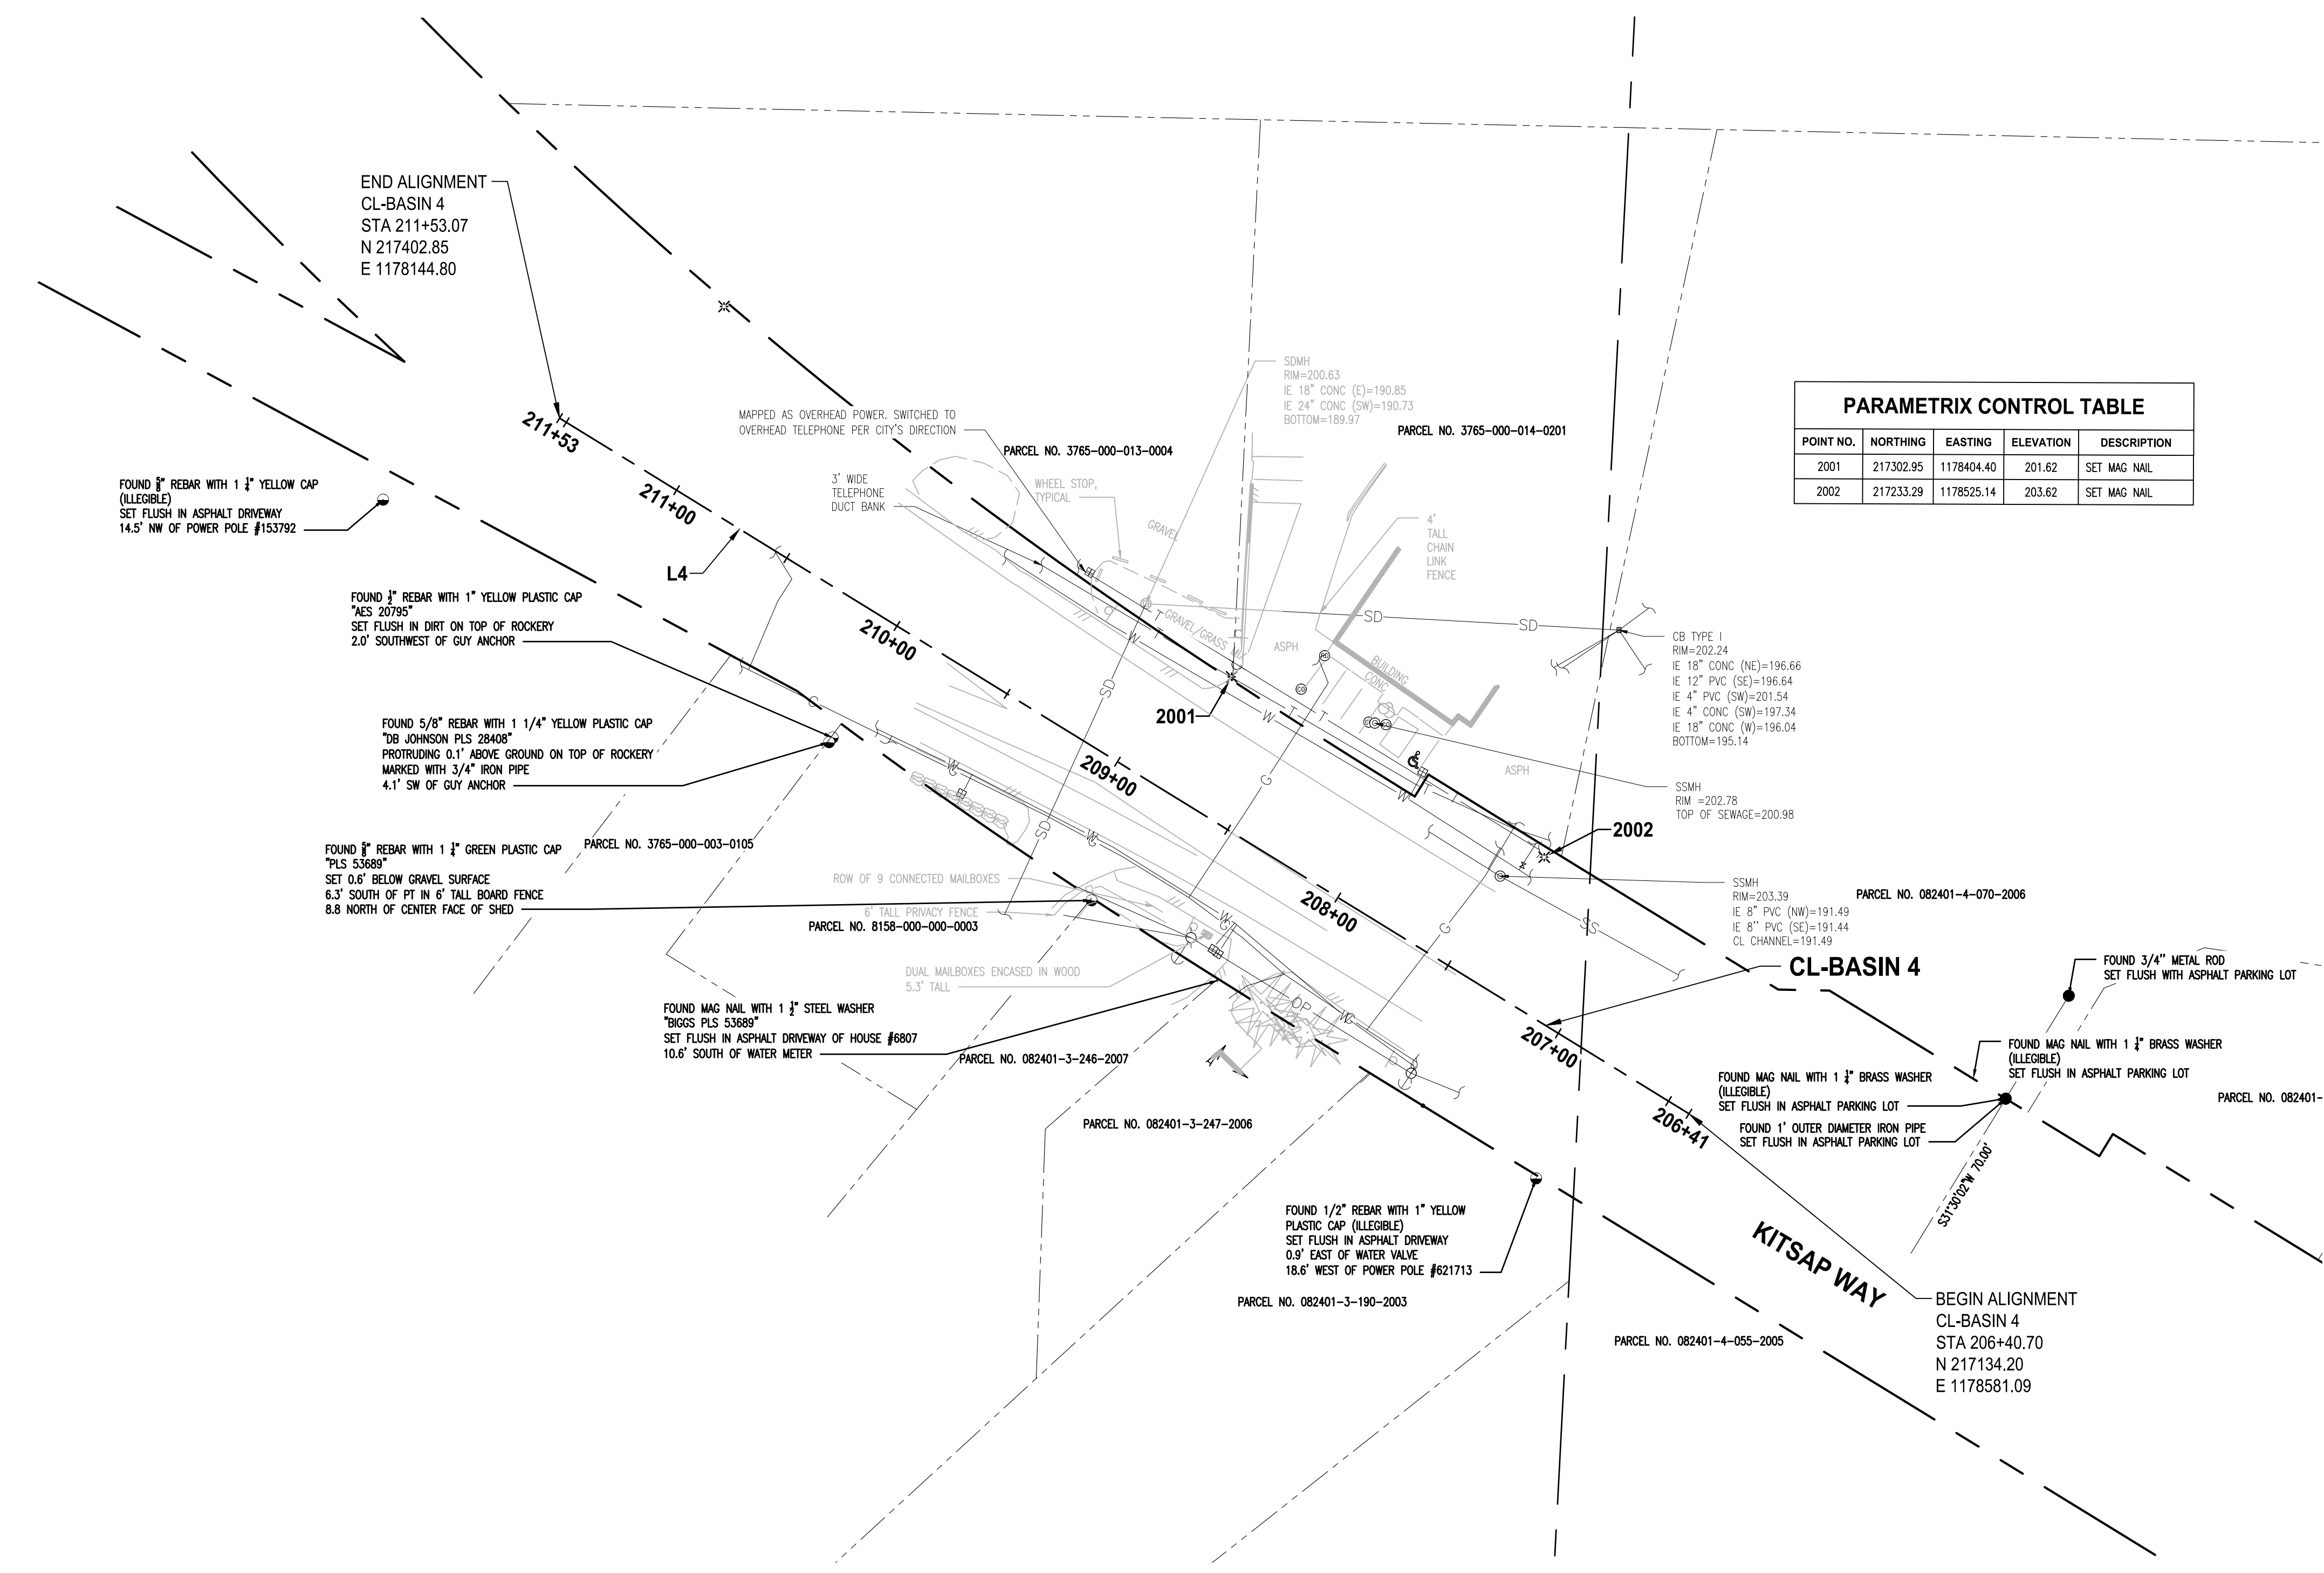 END ALIGNMENT
CL-BASIN 4
STA 211+53.07
N 217402.85
E 1178144.80
211+53
211+00
L4
210+00
209+00
208+00
207+00
206+41
FOUND 5/8" REBAR WITH 1 1/4" YELLOW CAP
(ILLEGIBLE)
SET FLUSH IN ASPHALT DRIVEWAY
14.5' NW OF POWER POLE #153792
FOUND 1/2" REBAR WITH 1" YELLOW PLASTIC CAP
"AES 20795"
SET FLUSH IN DIRT ON TOP OF ROCKERY
2.0' SOUTHWEST OF GUY ANCHOR
FOUND 5/8" REBAR WITH 1 1/4" YELLOW PLASTIC CAP
"DB JOHNSON PLS 28408"
PROTRUDING 0.1' ABOVE GROUND ON TOP OF ROCKERY
MARKED WITH 3/4" IRON PIPE
4.1' SW OF GUY ANCHOR
FOUND 5/8" REBAR WITH 1 1/4" GREEN PLASTIC CAP
"PLS 53689"
SET 0.6' BELOW GRAVEL SURFACE
6.3' SOUTH OF PT IN 6' TALL BOARD FENCE
8.8 NORTH OF CENTER FACE OF SHED
PARCEL NO. 3765-000-003-0105
ROW OF 9 CONNECTED MAILBOXES
6' TALL PRIVACY FENCE
PARCEL NO. 8158-000-000-0003
DUAL MAILBOXES ENCASED IN WOOD
5.3' TALL
FOUND MAG NAIL WITH 1 1/2" STEEL WASHER
"BIGGS PLS 53689"
SET FLUSH IN ASPHALT DRIVEWAY OF HOUSE #6807
10.6' SOUTH OF WATER METER
PARCEL NO. 082401-3-246-2007
PARCEL NO. 082401-3-247-2006
MAPPED AS OVERHEAD POWER. SWITCHED TO
OVERHEAD TELEPHONE PER CITY'S DIRECTION
3' WIDE
TELEPHONE
DUCT BANK
PARCEL NO. 3765-000-013-0004
WHEEL STOP,
TYPICAL
GRAVEL
GRAVEL/GRASS MIX
SDMH
RIM=200.63
IE 18" CONC (E)=190.85
IE 24" CONC (SW)=190.73
BOTTOM=189.97
PARCEL NO. 3765-000-014-0201
4'
TALL
CHAIN
LINK
FENCE
ASPH
BUILDING
CONC
ASPH
SD
SD
SD
SD
W
W
W
T
T
T
T
G
G
SS
OP
2001
2002
CB TYPE I
RIM=202.24
IE 18" CONC (NE)=196.66
IE 12" PVC (SE)=196.64
IE 4" PVC (SW)=201.54
IE 4" CONC (SW)=197.34
IE 18" CONC (W)=196.04
BOTTOM=195.14
SSMH
RIM =202.78
TOP OF SEWAGE=200.98
SSMH
RIM=203.39
IE 8" PVC (NW)=191.49
IE 8'' PVC (SE)=191.44
CL CHANNEL=191.49
PARCEL NO. 082401-4-070-2006
CL-BASIN 4
PARAMETRIX CONTROL TABLE
POINT NO. NORTHING EASTING ELEVATION DESCRIPTION
2001 217302.95 1178404.40 201.62 SET MAG NAIL
2002 217233.29 1178525.14 203.62 SET MAG NAIL
FOUND 3/4'' METAL ROD
SET FLUSH WITH ASPHALT PARKING LOT
FOUND MAG NAIL WITH 1 1/4" BRASS WASHER
(ILLEGIBLE)
SET FLUSH IN ASPHALT PARKING LOT
FOUND MAG NAIL WITH 1 1/4" BRASS WASHER
(ILLEGIBLE)
SET FLUSH IN ASPHALT PARKING LOT
FOUND 1' OUTER DIAMETER IRON PIPE
SET FLUSH IN ASPHALT PARKING LOT
PARCEL NO. 082401-
S31°30'02"W 70.00'
FOUND 1/2" REBAR WITH 1" YELLOW
PLASTIC CAP (ILLEGIBLE)
SET FLUSH IN ASPHALT DRIVEWAY
0.9' EAST OF WATER VALVE
18.6' WEST OF POWER POLE #621713
PARCEL NO. 082401-3-190-2003
PARCEL NO. 082401-4-055-2005
KITSAP WAY
BEGIN ALIGNMENT
CL-BASIN 4
STA 206+40.70
N 217134.20
E 1178581.09